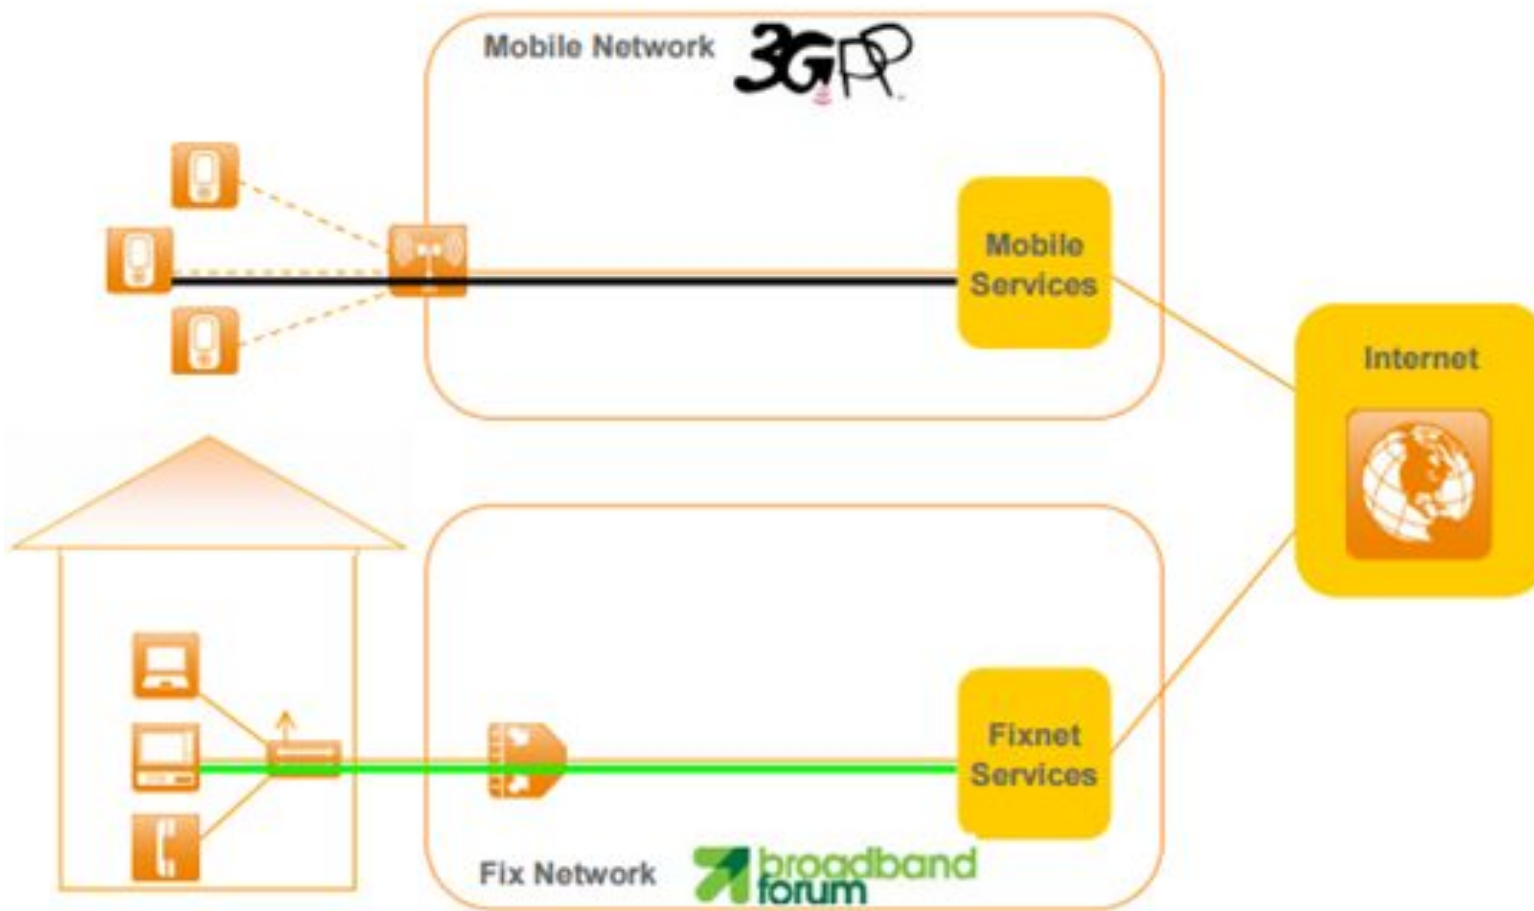 Mobile Network 3GPP
Mobile
Services
Internet
Fixnet
Services
Fix Network broadband
forum